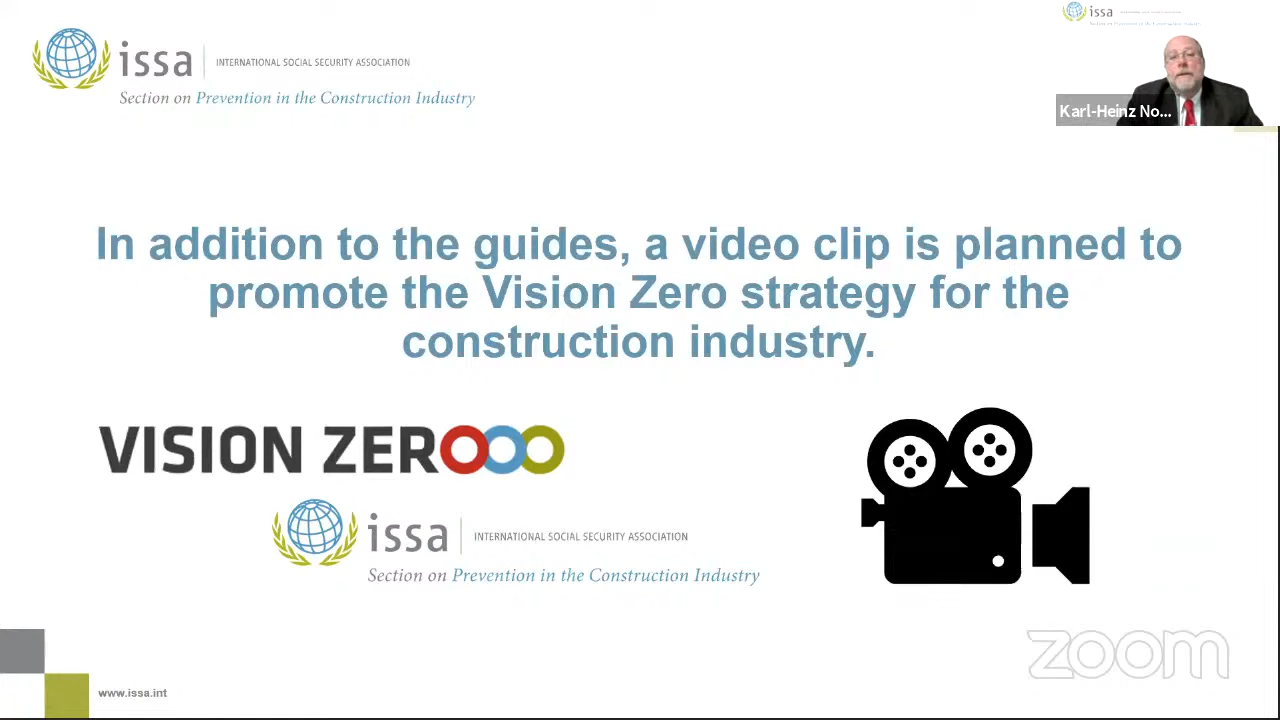 issa
INTERNATIONAL SOCIAL SECURITY ASSOCIATION
Section on Prevention in the Construction Industry
issa
Karl-Heinz No...
In addition to the guides, a video clip is planned to
promote the Vision Zero strategy for the
construction industry.
VISION ZEROOO
issa
INTERNATIONAL SOCIAL SECURITY ASSOCIATION
Section on Prevention in the Construction Industry
zoom
www.issa.int